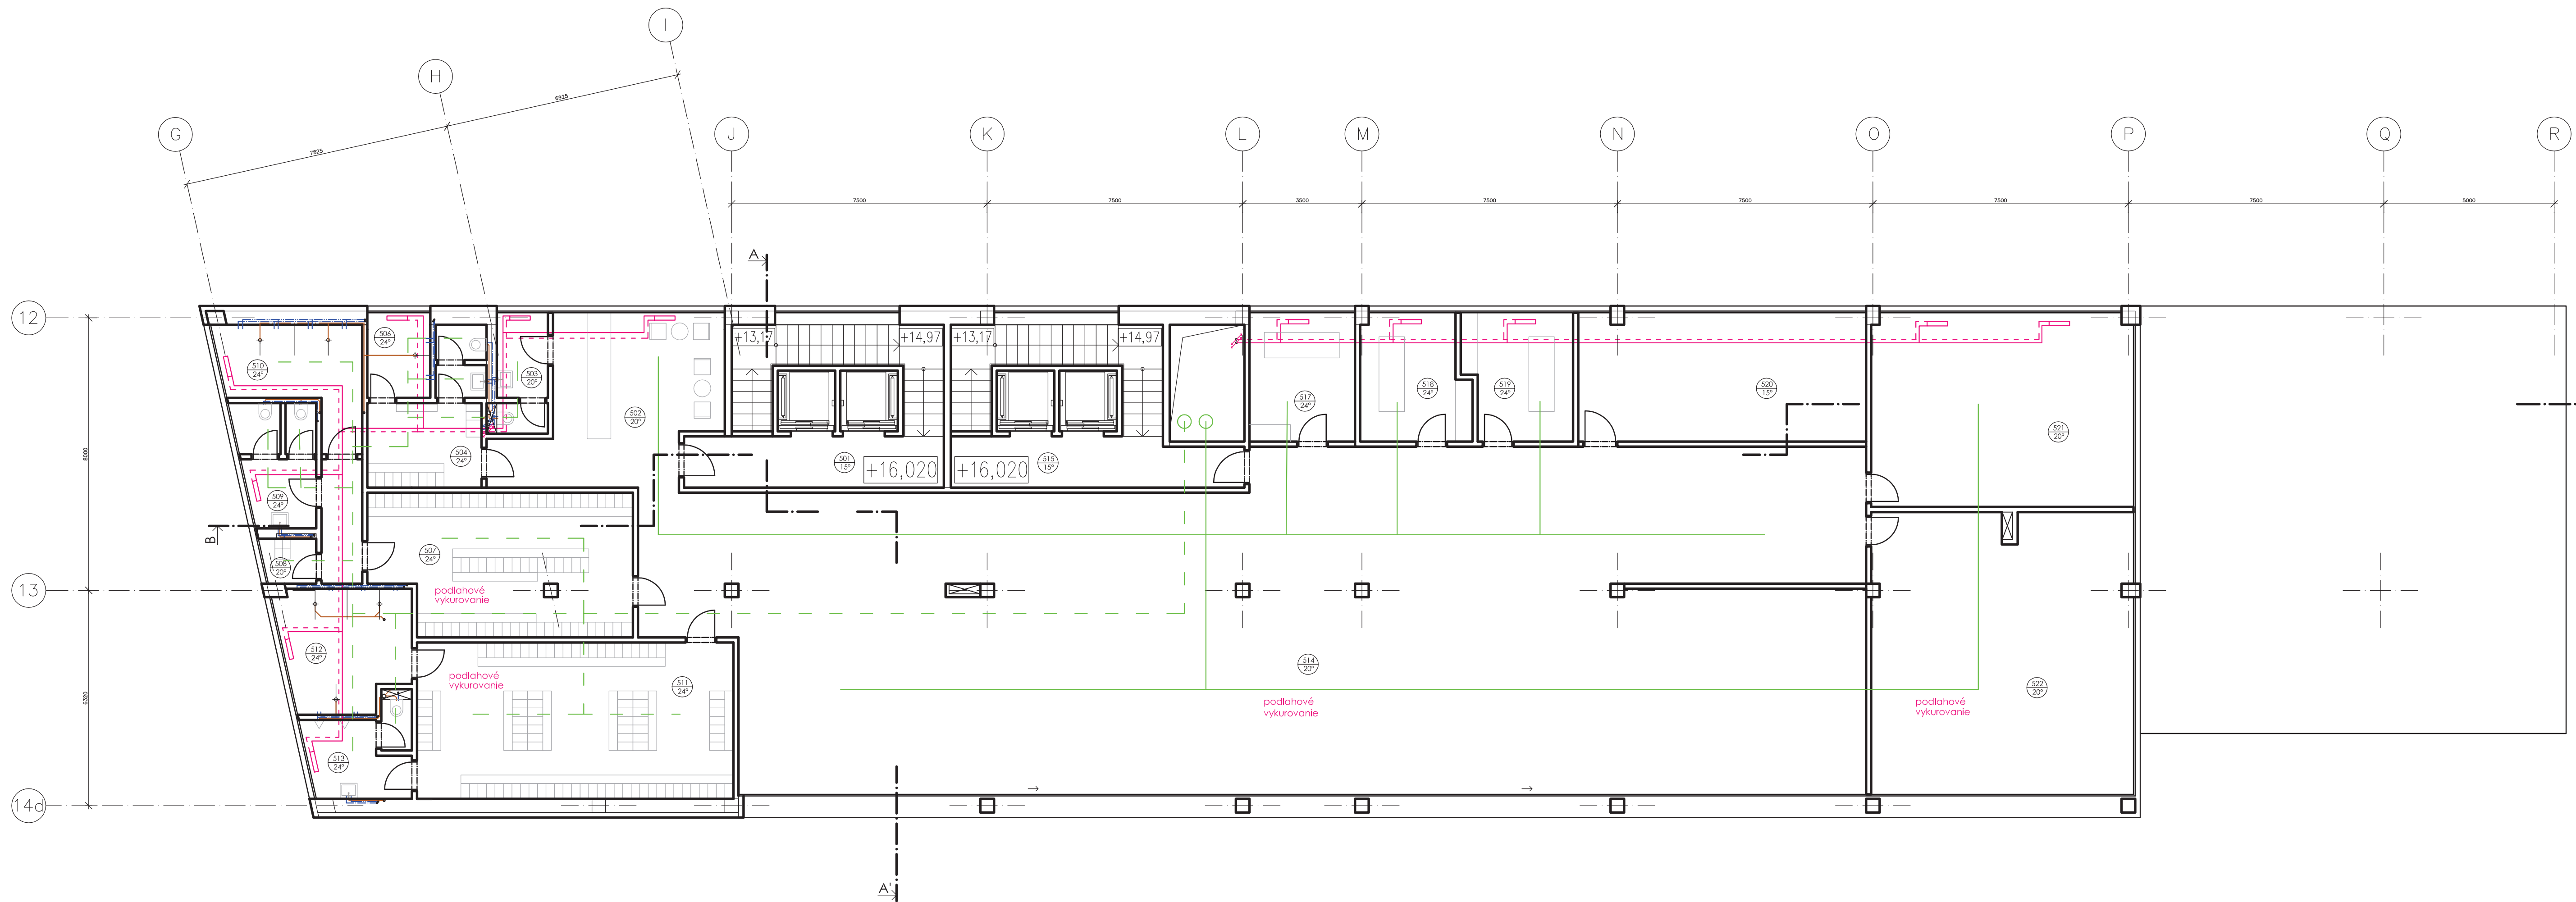 I
H
6925
G
J
K
L
M
N
O
P
Q
R
7825
7500
7500
3500
7500
7500
7500
7500
5000
A
12
506
24°
+13,17
+14,97
+13,17
+14,97
510
24°
503
20°
502
20°
517
24°
518
24°
519
24°
520
15°
521
20°
8000
504
24°
501
15°
+16,020
+16,020
515
15°
509
24°
B
507
24°
508
20°
13
podlahové
vykurovanie
512
24°
514
20°
podlahové
vykurovanie
511
24°
522
20°
6320
podlahové
vykurovanie
podlahové
vykurovanie
513
24°
14d
A'